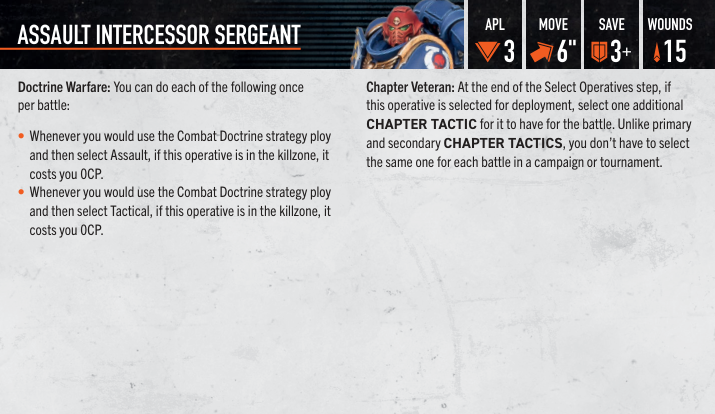 ASSAULT INTERCESSOR SERGEANT
APL MOVE SAVE WOUNDS
3 6" 3+ 15
Doctrine Warfare: You can do each of the following once
per battle:
• Whenever you would use the Combat Doctrine strategy ploy
and then select Assault, if this operative is in the killzone, it
costs you 0CP.
• Whenever you would use the Combat Doctrine strategy ploy
and then select Tactical, if this operative is in the killzone, it
costs you 0CP.
Chapter Veteran: At the end of the Select Operatives step, if
this operative is selected for deployment, select one additional
CHAPTER TACTIC for it to have for the battle. Unlike primary
and secondary CHAPTER TACTICS, you don't have to select
the same one for each battle in a campaign or tournament.